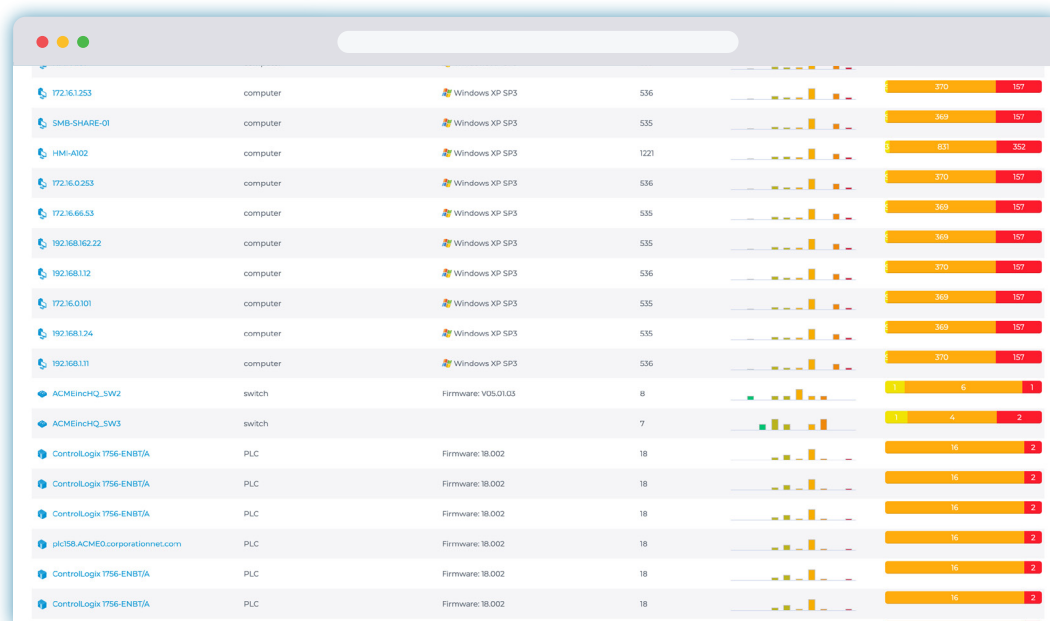 172.16.1.253 computer Windows XP SP3 536 370 157
SMB-SHARE-01 computer Windows XP SP3 535 369 157
HMI-A102 computer Windows XP SP3 1221 831 352
172.16.0.253 computer Windows XP SP3 536 370 157
172.16.66.53 computer Windows XP SP3 535 369 157
192.168.162.22 computer Windows XP SP3 535 369 157
192.168.1.12 computer Windows XP SP3 536 370 157
172.16.0.101 computer Windows XP SP3 535 369 157
192.168.1.24 computer Windows XP SP3 535 369 157
192.168.1.11 computer Windows XP SP3 536 370 157
ACMEincHQ_SW2 switch Firmware: V05.01.03 8 1 6 1
ACMEincHQ_SW3 switch 7 1 4 2
ControlLogix 1756-ENBT/A PLC Firmware: 18.002 18 16 2
ControlLogix 1756-ENBT/A PLC Firmware: 18.002 18 16 2
ControlLogix 1756-ENBT/A PLC Firmware: 18.002 18 16 2
plc158.ACME0.corporationnet.com PLC Firmware: 18.002 18 16 2
ControlLogix 1756-ENBT/A PLC Firmware: 18.002 18 16 2
ControlLogix 1756-ENBT/A PLC Firmware: 18.002 18 16 2